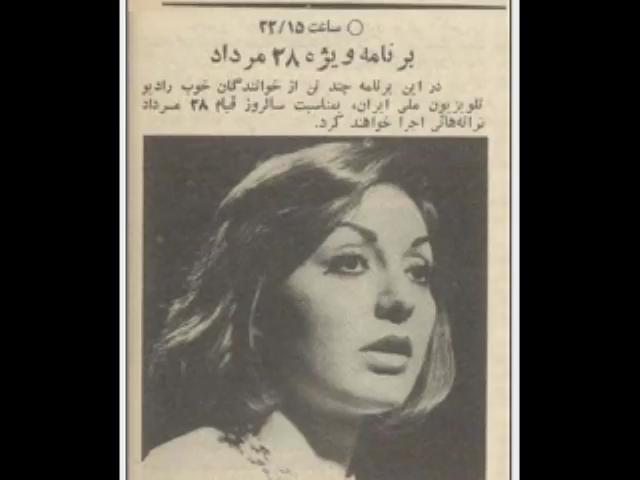 ○ ساعت ۲۲/۱۵
برنامه ویژه ۲۸ مرداد
در این برنامه چند تن از خوانندگان خوب رادیو
تلویزیون ملی ایران، بمناسبت سالروز قیام ۲۸ مرداد
ترانه‌هائی اجرا خواهند کرد.